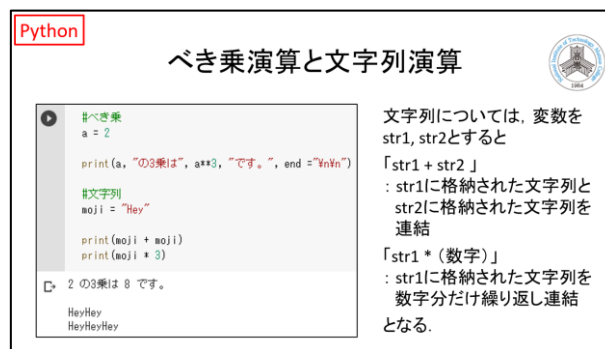 Python
べき乗演算と文字列演算
#べき乗
a = 2
print(a, "の3乗は", a**3, "です。", end ="¥n¥n")
#文字列
moji = "Hey"
print(moji + moji)
print(moji * 3)
2 の3乗は 8 です。
HeyHey
HeyHeyHey
文字列については，変数を
str1, str2とすると
「str1 + str2 」
：str1に格納された文字列と
str2に格納された文字列を
連結
「str1 * （数字）」
：str1に格納された文字列を
数字分だけ繰り返し連結
となる．